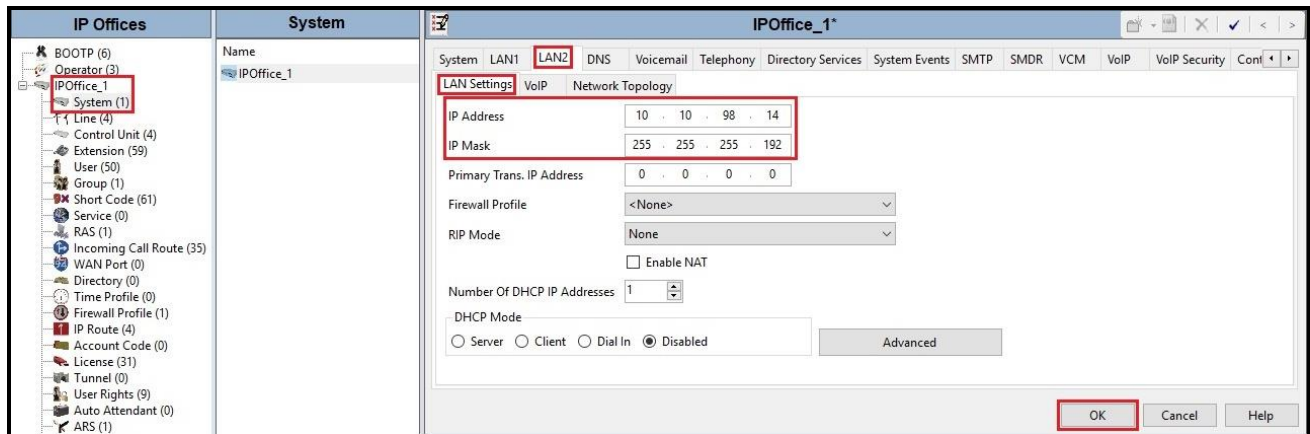 IP Offices
BOOTP (6)
Operator (3)
IPOffice_1
System (1)
Line (4)
Control Unit (4)
Extension (59)
User (50)
Group (1)
Short Code (61)
Service (0)
RAS (1)
Incoming Call Route (35)
WAN Port (0)
Directory (0)
Time Profile (0)
Firewall Profile (1)
IP Route (4)
Account Code (0)
License (31)
Tunnel (0)
User Rights (9)
Auto Attendant (0)
ARS (1)
System
Name
IPOffice_1
IPOffice_1*
System LAN1 LAN2 DNS Voicemail Telephony Directory Services System Events SMTP SMDR VCM VoIP VoIP Security
LAN Settings VoIP Network Topology
IP Address 10 . 10 . 98 . 14
IP Mask 255 . 255 . 255 . 192
Primary Trans. IP Address 0 . 0 . 0 . 0
Firewall Profile <None>
RIP Mode None
Enable NAT
Number Of DHCP IP Addresses 1
DHCP Mode
Server Client Dial In Disabled Advanced
OK Cancel Help